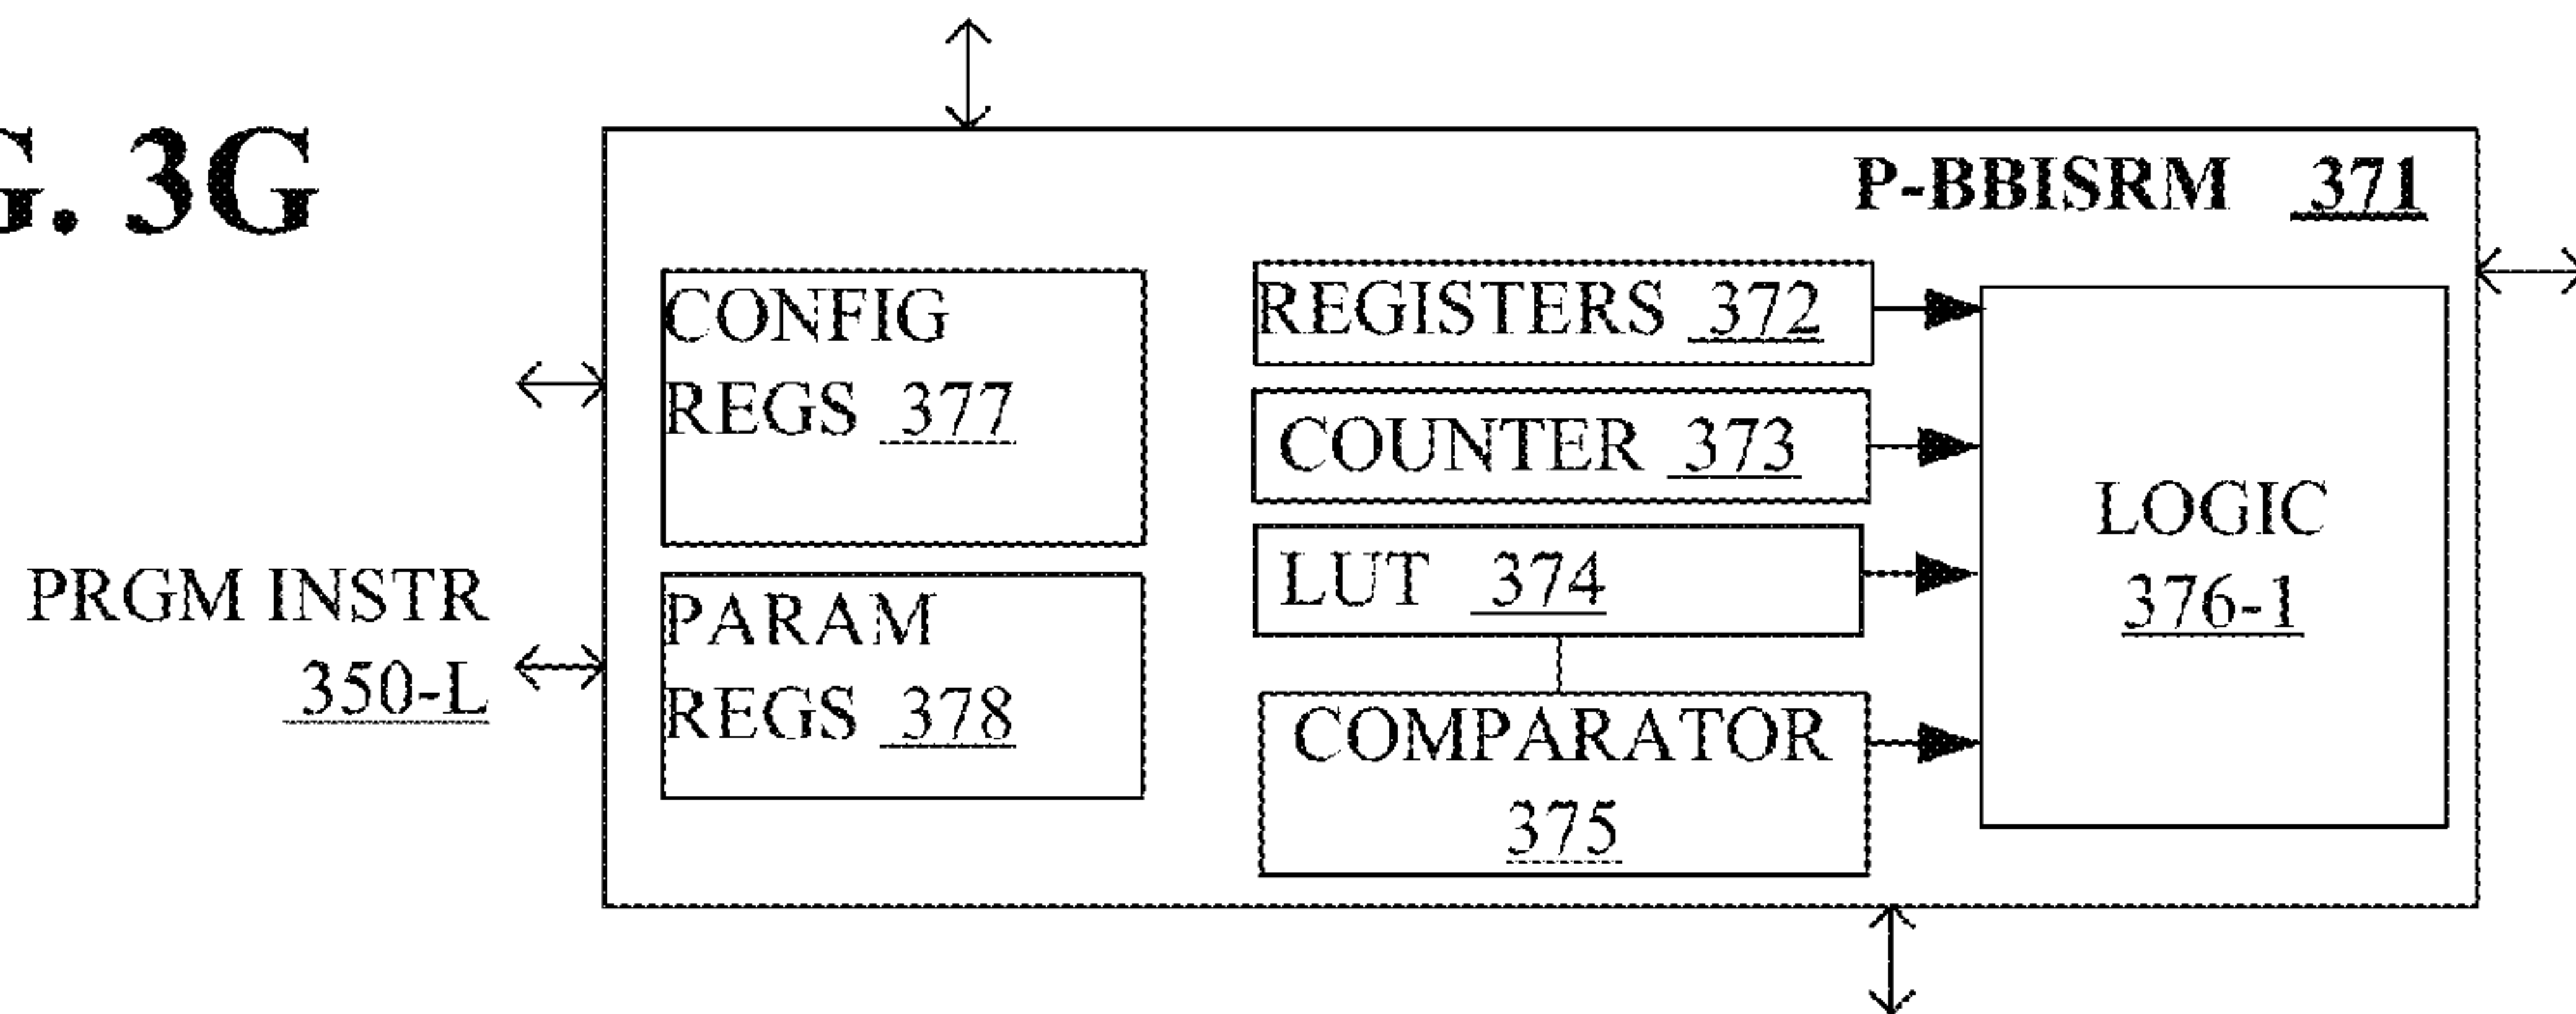 G. 3G
P-BBISRM 371
CONFIG
REGS 377
PRGM INSTR
350-L
PARAM
REGS 378
REGISTERS 372
COUNTER 373
LUT 374
COMPARATOR
375
LOGIC
376-1